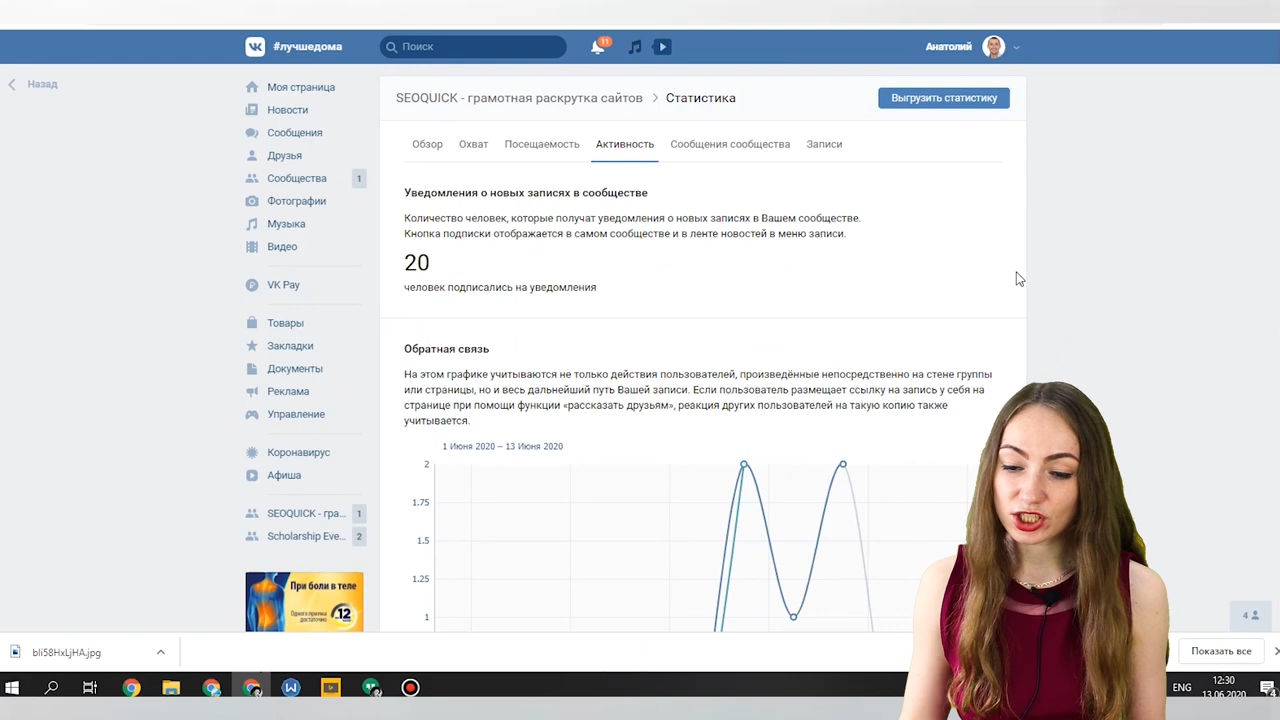 #лучшедома
Поиск
11
Анатолий
Назад
Моя страница
Новости
Сообщения
Друзья
Сообщества 1
Фотографии
Музыка
Видео
VK Pay
Товары
Закладки
Документы
Реклама
Управление
Коронавирус
Афиша
SEOQUICK - гра... 1
Scholarship Eve... 2
При боли в теле
12
SEOQUICK - грамотная раскрутка сайтов > Статистика
Выгрузить статистику
Обзор Охват Посещаемость Активность Сообщения сообщества Записи
Уведомления о новых записях в сообществе
Количество человек, которые получат уведомления о новых записях в Вашем сообществе.
Кнопка подписки отображается в самом сообществе и в ленте новостей в меню записи.
20
человек подписались на уведомления
Обратная связь
На этом графике учитываются не только действия пользователей, произведённые непосредственно на стене группы
или страницы, но и весь дальнейший путь Вашей записи. Если пользователь размещает ссылку на запись у себя на
странице при помощи функции «рассказать друзьям», реакция других пользователей на такую копию также
учитывается.
1 Июня 2020 – 13 Июня 2020
2
1.75
1.5
1.25
1
4
bli58HxLjHA.jpg
Показать все
ENG
12:30
13.06.2020